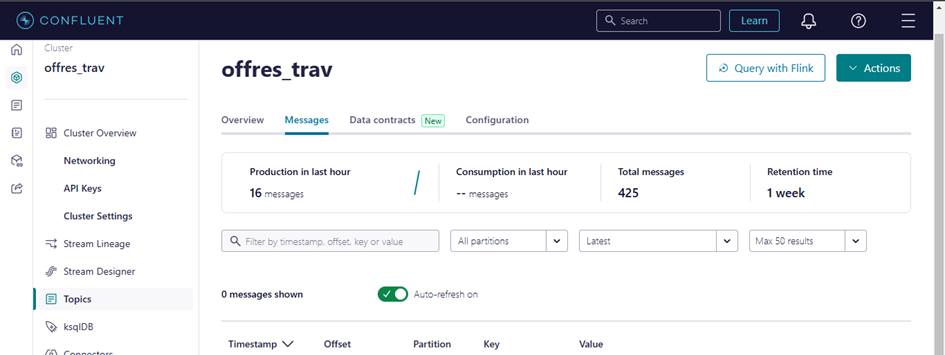 CONFLUENT
Search
Learn
Cluster
offres_trav
Cluster Overview
Networking
API Keys
Cluster Settings
Stream Lineage
Stream Designer
Topics
ksqlDB
Connectors
offres_trav
Query with Flink
Actions
Overview Messages Data contracts New Configuration
Production in last hour Consumption in last hour Total messages Retention time
16 messages -- messages 425 1 week
Filter by timestamp, offset, key or value All partitions Latest Max 50 results
0 messages shown Auto-refresh on
Timestamp Offset Partition Key Value